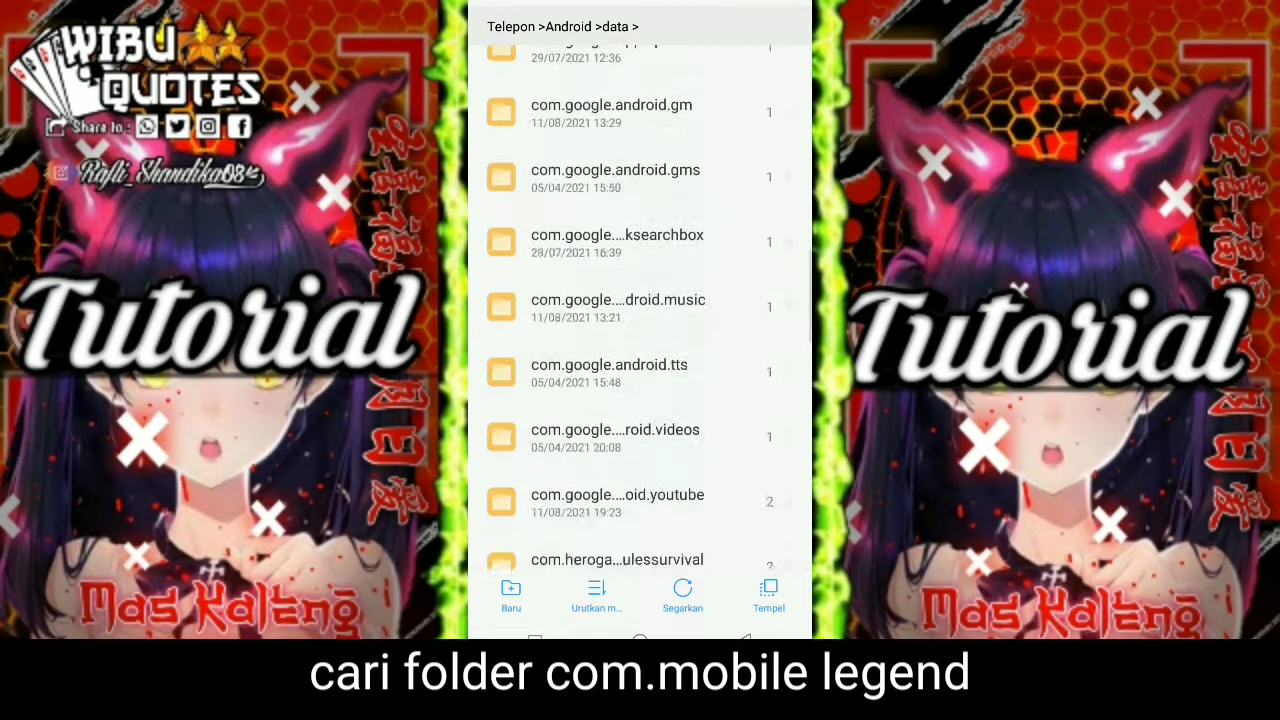 WIBU
QUOTES
Share to :
Rafli_Shandika08
Tutorial
Mas Kalteng
Telepon >Android >data >
29/07/2021 12:36
1
com.google.android.gm
11/08/2021 13:29
1
com.google.android.gms
05/04/2021 15:50
1
com.google....ksearchbox
28/07/2021 16:39
1
com.google....droid.music
11/08/2021 13:21
1
com.google.android.tts
05/04/2021 15:48
1
com.google....roid.videos
05/04/2021 20:08
1
com.google....oid.youtube
11/08/2021 19:23
2
com.heroga...ulessurvival
2
Baru
Urutkan m...
Segarkan
Tempel
Tutorial
Mas Kalteng
cari folder com.mobile legend